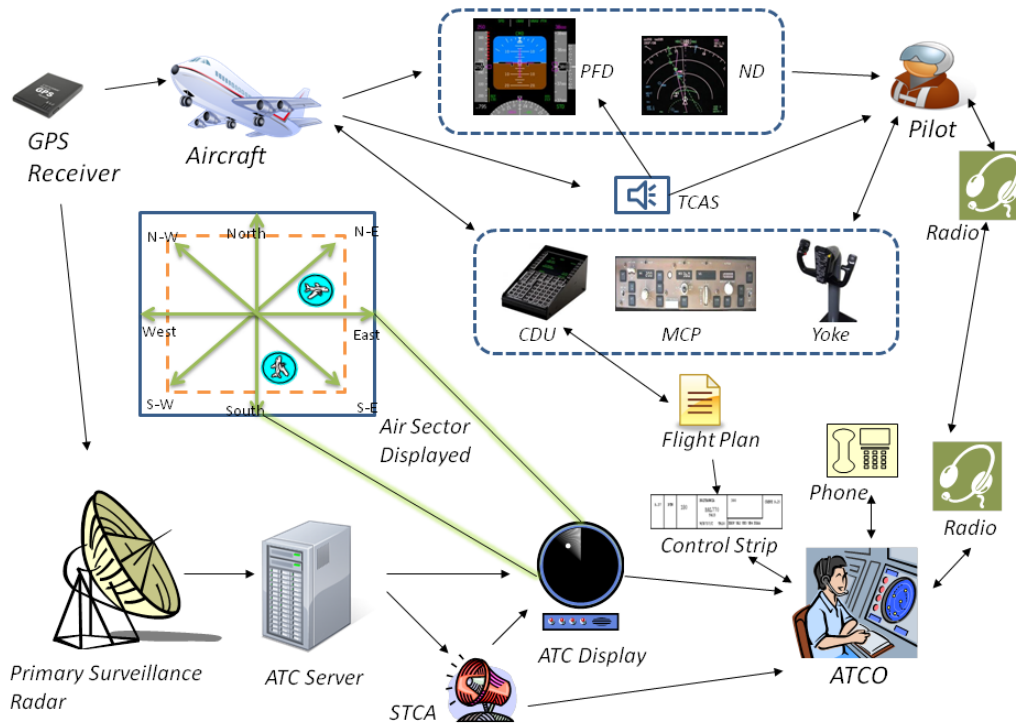 PFD
ND
GPS
GPS
Receiver
Aircraft
Pilot
TCAS
Radio
N-W
North
N-E
West
East
S-W
South
S-E
CDU
MCP
Yoke
Air Sector
Displayed
Flight Plan
Phone
Control Strip
Radio
Primary Surveillance
Radar
ATC Server
STCA
ATC Display
ATCO